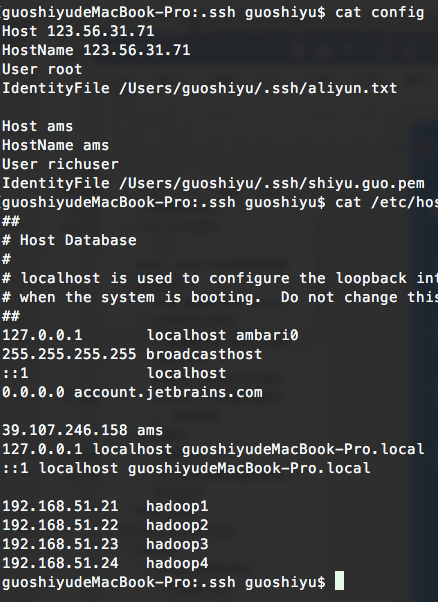 guoshiyudeMacBook-Pro:.ssh guoshiyu$ cat config
Host 123.56.31.71
HostName 123.56.31.71
User root
IdentityFile /Users/guoshiyu/.ssh/aliyun.txt
Host ams
HostName ams
User richuser
IdentityFile /Users/guoshiyu/.ssh/shiyu.guo.pem
guoshiyudeMacBook-Pro:.ssh guoshiyu$ cat /etc/hos
##
# Host Database
#
# localhost is used to configure the loopback int
# when the system is booting.  Do not change this
##
127.0.0.1       localhost ambari0
255.255.255.255 broadcasthost
::1             localhost
0.0.0.0 account.jetbrains.com
39.107.246.158 ams
127.0.0.1 localhost guoshiyudeMacBook-Pro.local
::1 localhost guoshiyudeMacBook-Pro.local
192.168.51.21   hadoop1
192.168.51.22   hadoop2
192.168.51.23   hadoop3
192.168.51.24   hadoop4
guoshiyudeMacBook-Pro:.ssh guoshiyu$